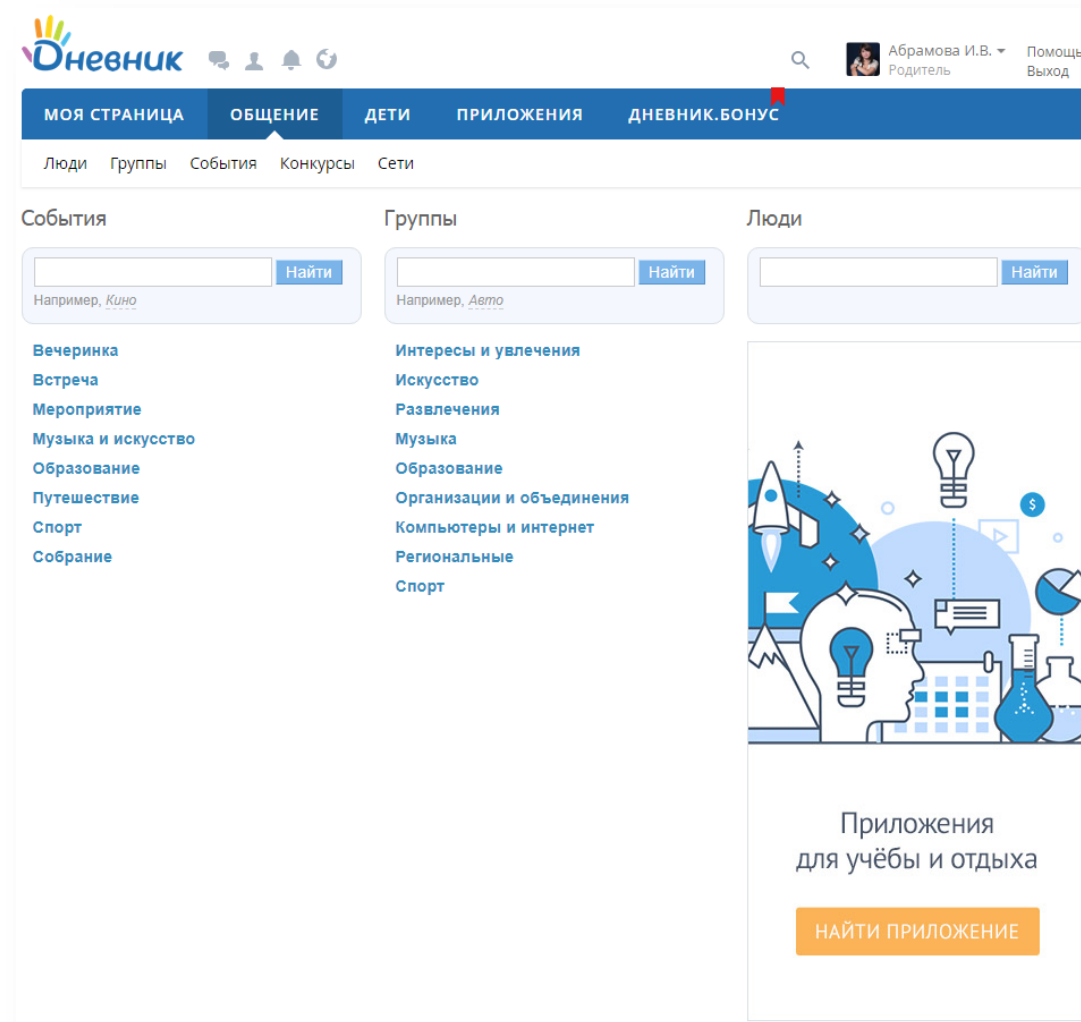 Дневник
Абрамова И.В.
Родитель
Помощь
Выход
МОЯ СТРАНИЦА ОБЩЕНИЕ ДЕТИ ПРИЛОЖЕНИЯ ДНЕВНИК.БОНУС
Люди Группы События Конкурсы Сети
События
Найти
Например, Кино
Вечеринка
Встреча
Мероприятие
Музыка и искусство
Образование
Путешествие
Спорт
Собрание
Группы
Найти
Например, Авто
Интересы и увлечения
Искусство
Развлечения
Музыка
Образование
Организации и объединения
Компьютеры и интернет
Региональные
Спорт
Люди
Найти
$
Приложения
для учёбы и отдыха
НАЙТИ ПРИЛОЖЕНИЕ